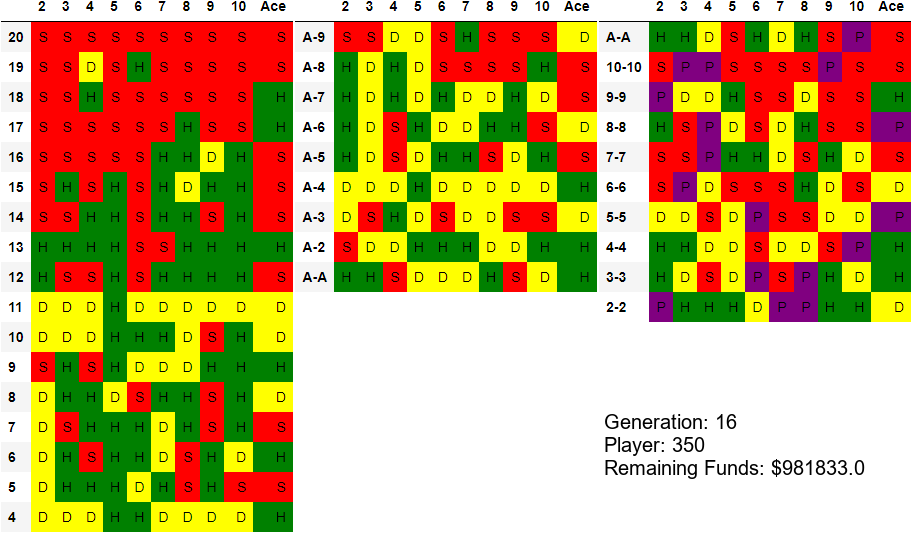 2 3 4 5 6 7 8 9 10 Ace
20 S S S S S S S S S S
19 S S D S H S S S S S
18 S S H S S S S S S H
17 S S S S S S H S S H
16 S S S S S H H D H S
15 S H S H S H D H H S
14 S S H H S H H S H S
13 H H H H S S H H H H
12 H S S H S H H H H S
11 D D D H D D D D D D
10 D D D H H H D S H D
9 S H S H D D D H H H
8 D H H D S H H S H D
7 D S H H H D H S H S
6 D H S H H D S H D H
5 D H H H D H S H S S
4 D D D H H D D D D H
2 3 4 5 6 7 8 9 10 Ace
A-9 S S D D S H S S S D
A-8 H D H D S S S S H S
A-7 H D H D H D D H D S
A-6 H D S H D D H H S D
A-5 H D S D H H S D H S
A-4 D D D H D D D D D H
A-3 D S H D S D D S S D
A-2 S D D H H H D D H H
A-A H H S D D D H S D H
2 3 4 5 6 7 8 9 10 Ace
A-A H H D S H D H S P S
10-10 S P P S S S S P S S
9-9 P D D H S S D S S H
8-8 H S P D S D H S S P
7-7 S S P H H D S H D S
6-6 S P D S S S H D S D
5-5 D D S D P S S D D P
4-4 H H D D S D D S P H
3-3 H D S D P S P H D H
2-2 P H H H D P P H H D
Generation: 16
Player: 350
Remaining Funds: $981833.0